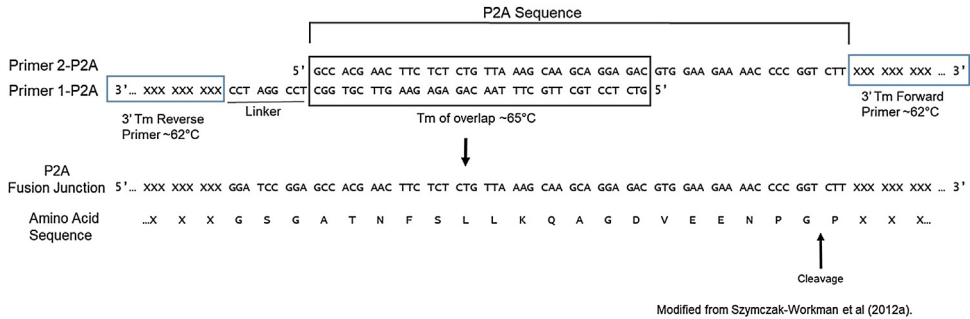 P2A Sequence
Primer 2-P2A 5' GCC ACG AAC TTC TCT CTG TTA AAG CAA GCA GGA GAC GTG GAA GAA AAC CCC GGT CTT XXX XXX XXX ... 3'
Primer 1-P2A 3'... XXX XXX XXX CCT AGG CCT CGG TGC TTG AAG AGA GAC AAT TTC GTT CGT CCT CTG 5'
Linker
3' Tm Reverse
Primer ~62°C
Tm of overlap ~65°C
3' Tm Forward
Primer ~62°C
P2A
Fusion Junction 5'... XXX XXX XXX GGA TCC GGA GCC ACG AAC TTC TCT CTG TTA AAG CAA GCA GGA GAC GTG GAA GAA AAC CCC GGT CTT XXX XXX XXX ... 3'
Amino Acid
Sequence ...X X X G S G A T N F S L L K Q A G D V E E N P G P X X X...
Cleavage
Modified from Szymczak-Workman et al (2012a).